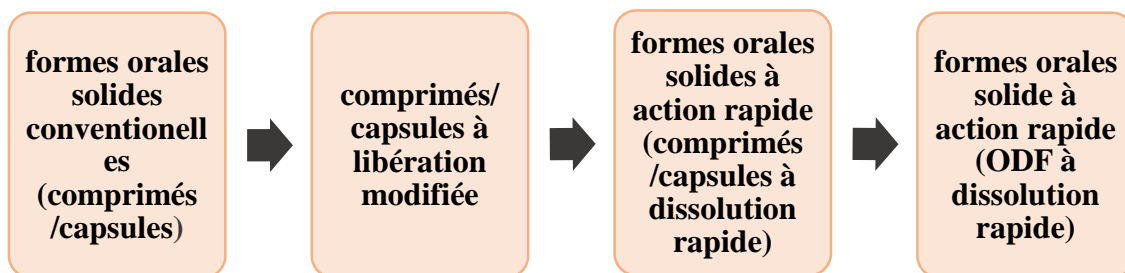 formes orales
solides
conventionell
es
(comprimés
/capsules)
comprimés/
capsules à
libération
modifiée
formes orales
solides à
action rapide
(comprimés
/capsules à
dissolution
rapide)
formes orales
solide à
action rapide
(ODF à
dissolution
rapide)